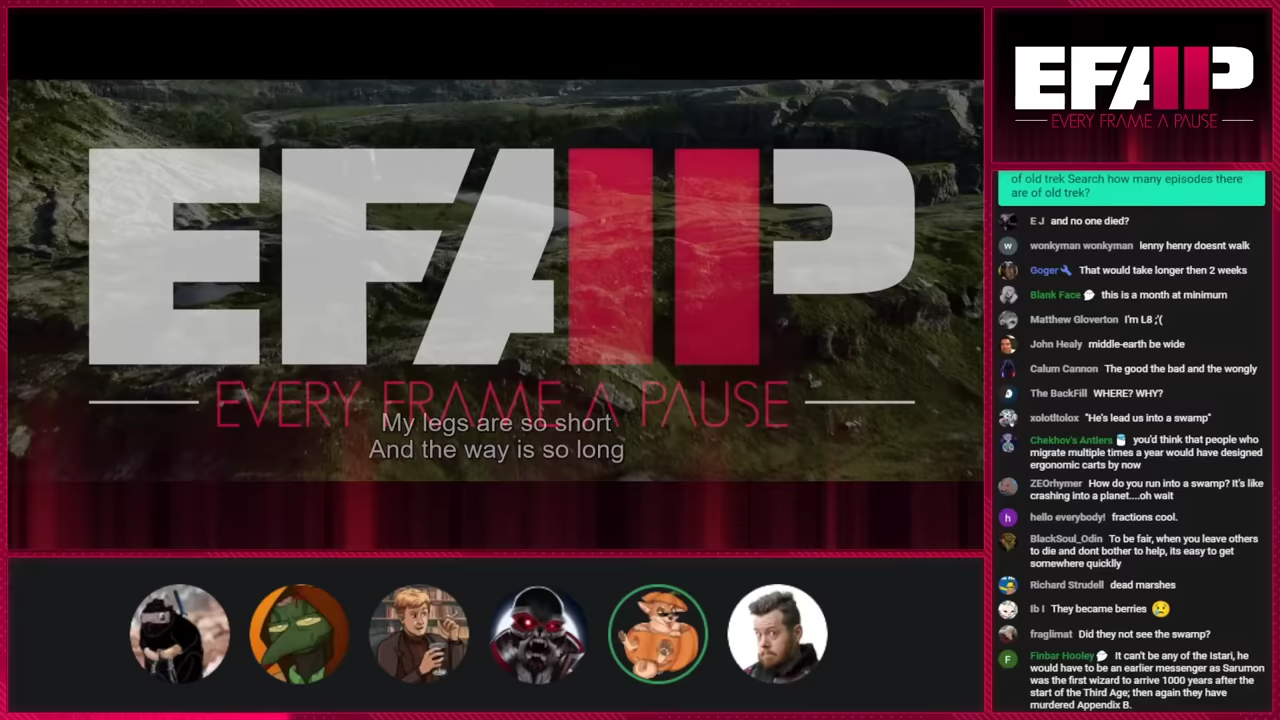 EFAP
EVERY FRAME A PAUSE
My legs are so short
And the way is so long
EFAP
EVERY FRAME A PAUSE
of old trek Search how many episodes there
are of old trek?
E J and no one died?
w wonkyman wonkyman lenny henry doesnt walk
Goger That would take longer then 2 weeks
Blank Face this is a month at minimum
Matthew Gloverton I'm L8 ;'(
John Healy middle-earth be wide
Calum Cannon The good the bad and the wongly
The BackFill WHERE? WHY?
xolotltolox "He's lead us into a swamp"
Chekhov's Antlers you'd think that people who
migrate multiple times a year would have designed
ergonomic carts by now
ZEOrhymer How do you run into a swamp? It's like
crashing into a planet....oh wait
h hello everybody! fractions cool.
BlackSoul_Odin To be fair, when you leave others
to die and dont bother to help, its easy to get
somewhere quicklly
Richard Strudell dead marshes
Ib I They became berries 😢
fraglimat Did they not see the swamp?
F Finbar Hooley It can't be any of the Istari, he
would have to be an earlier messenger as Sarumon
was the first wizard to arrive 1000 years after the
start of the Third Age; then again they have
murdered Appendix B.